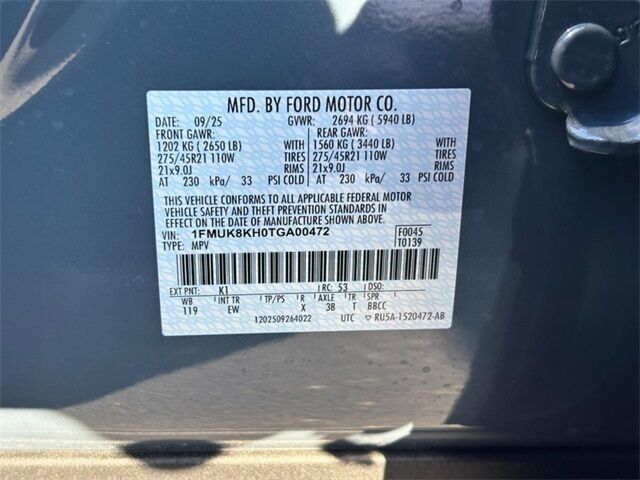 MFD. BY FORD MOTOR CO.
DATE: 09/25 GVWR: 2694 KG ( 5940 LB)
FRONT GAWR: REAR GAWR:
1202 KG ( 2650 LB) WITH 1560 KG ( 3440 LB) WITH
275/45R21 110W TIRES 275/45R21 110W TIRES
21x9.0J RIMS 21x9.0J RIMS
AT 230 kPa/ 33 PSI COLD AT 230 kPa/ 33 PSI COLD
THIS VEHICLE CONFORMS TO ALL APPLICABLE FEDERAL MOTOR
VEHICLE SAFETY AND THEFT PREVENTION STANDARDS IN
EFFECT ON THE DATE OF MANUFACTURE SHOWN ABOVE.
VIN: 1FMUK8KH0TGA00472 F0045
TYPE: MPV T0139
EXT PNT: K1 RC: 53 DSO:
WB INT TR TP/PS R AXLE TR SPR
119 EW X 3B T BBCC
1202509264022 UTC ▽ RU5A-1520472-AB